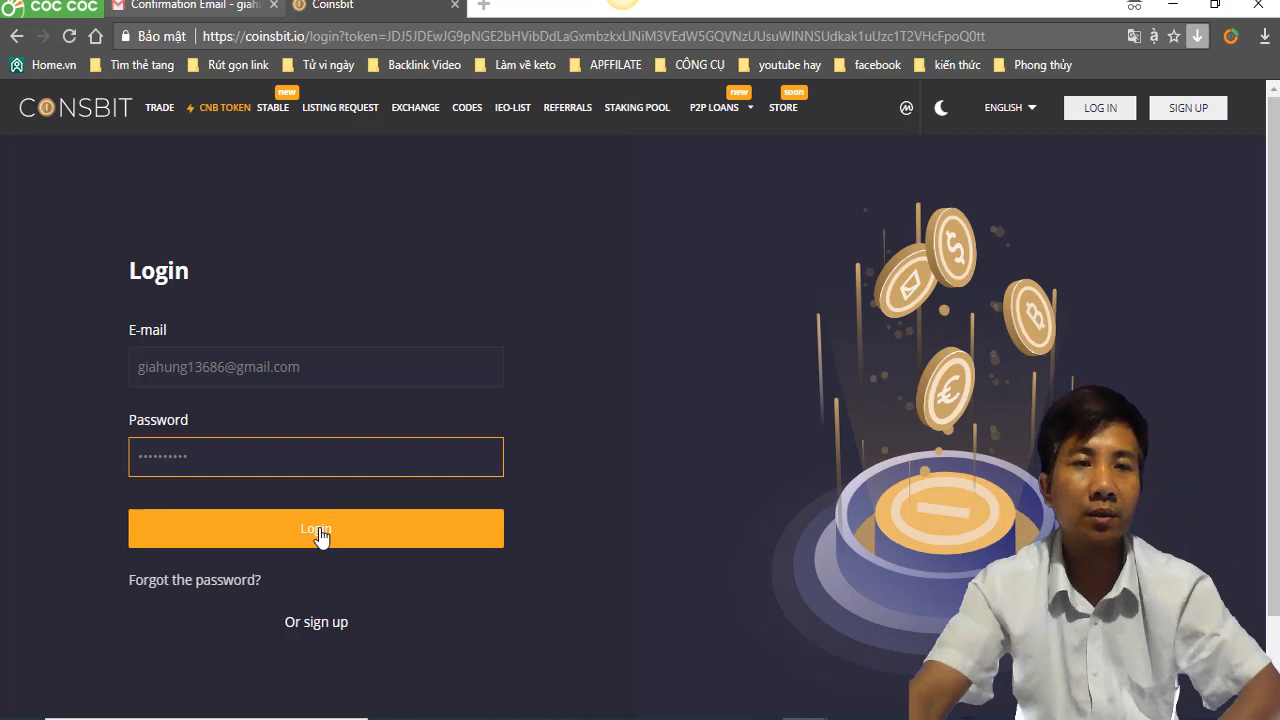 CỐC CỐC
Confirmation Email - giahu
Coinsbit
Bảo mật
https://coinsbit.io/login?token=JDJ5JDEwJG9pNGE2bHVibDdLaGxmbzkxLlNiM3VEdW5GQVNzUUsuWlNNSUdkak1uUzc1T2VHcFpoQ0tt
Home.vn
Tìm thẻ tang
Rút gọn link
Tử vi ngày
Backlink Video
Làm về keto
APFFILATE
CÔNG CỤ
youtube hay
facebook
kiến thức
Phong thủy
CONSBIT
TRADE
CNB TOKEN
STABLE
new
LISTING REQUEST
EXCHANGE
CODES
IEO-LIST
REFERRALS
STAKING POOL
P2P LOANS
new
STORE
soon
ENGLISH
LOG IN
SIGN UP
Login
E-mail
giahung13686@gmail.com
Password
Login
Forgot the password?
Or sign up